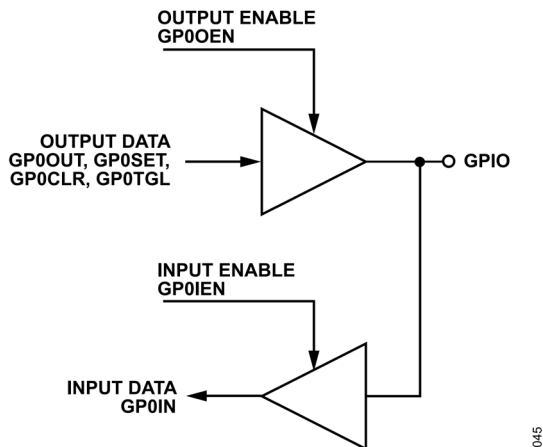 OUTPUT ENABLE
GP0OEN
OUTPUT DATA
GP0OUT, GP0SET,
GP0CLR, GP0TGL
GPIO
INPUT ENABLE
GP0IEN
INPUT DATA
GP0IN
045